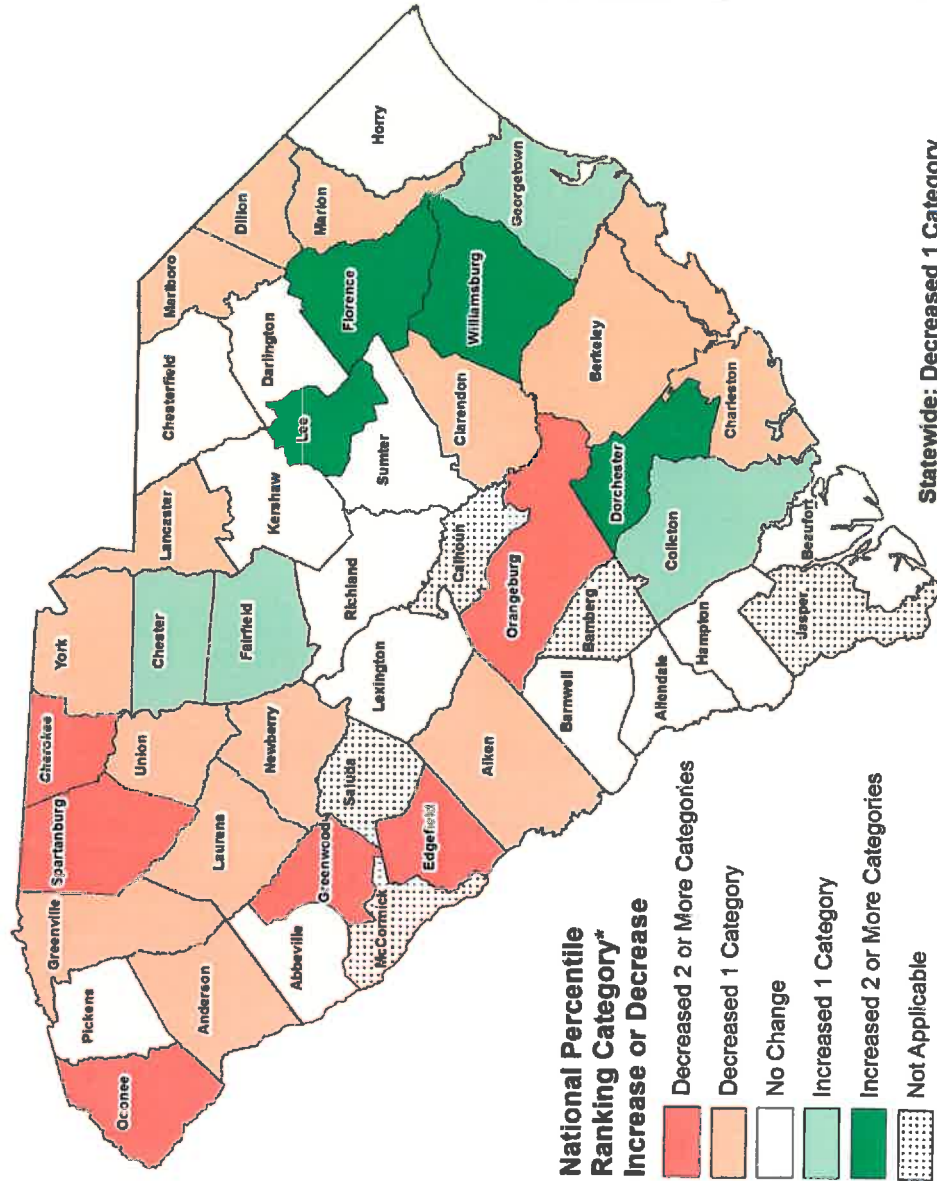 Oconee
Pickens
Greenville
Spartanburg
Cherokee
York
Anderson
Laurens
Union
Chester
Lancaster
Chesterfield
Marlboro
Dillon
Abbeville
Greenwood
Newberry
Fairfield
Kershaw
Darlington
Marion
Horry
McCormick
Edgefield
Saluda
Lexington
Richland
Lee
Florence
Sumter
Aiken
Calhoun
Clarendon
Williamsburg
Georgetown
Barnwell
Orangeburg
Bamberg
Berkeley
Allendale
Dorchester
Hampton
Colleton
Charleston
Jasper
Beaufort
National Percentile
Ranking Category*
Increase or Decrease
Decreased 2 or More Categories
Decreased 1 Category
No Change
Increased 1 Category
Increased 2 or More Categories
Not Applicable
Statewide: Decreased 1 Category